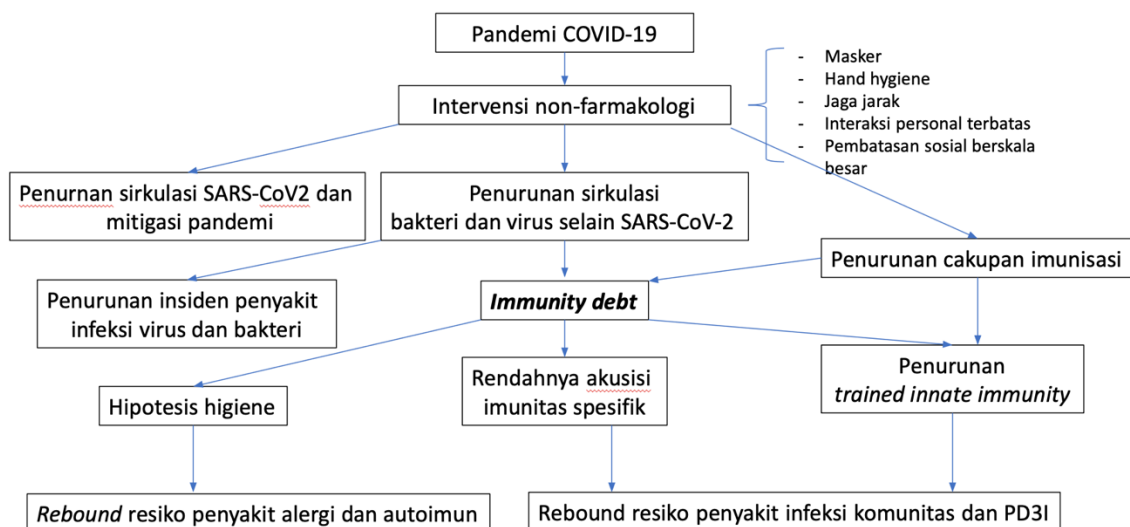 Pandemi COVID-19
- Masker
- Hand hygiene
- Jaga jarak
- Interaksi personal terbatas
- Pembatasan sosial berskala
besar
Intervensi non-farmakologi
Penurnan sirkulasi SARS-CoV2 dan
mitigasi pandemi
Penurunan sirkulasi
bakteri dan virus selain SARS-CoV-2
Penurunan cakupan imunisasi
Penurunan insiden penyakit
infeksi virus dan bakteri
Immunity debt
Hipotesis higiene
Rendahnya akusisi
imunitas spesifik
Penurunan
trained innate immunity
Rebound resiko penyakit alergi dan autoimun
Rebound resiko penyakit infeksi komunitas dan PD3I